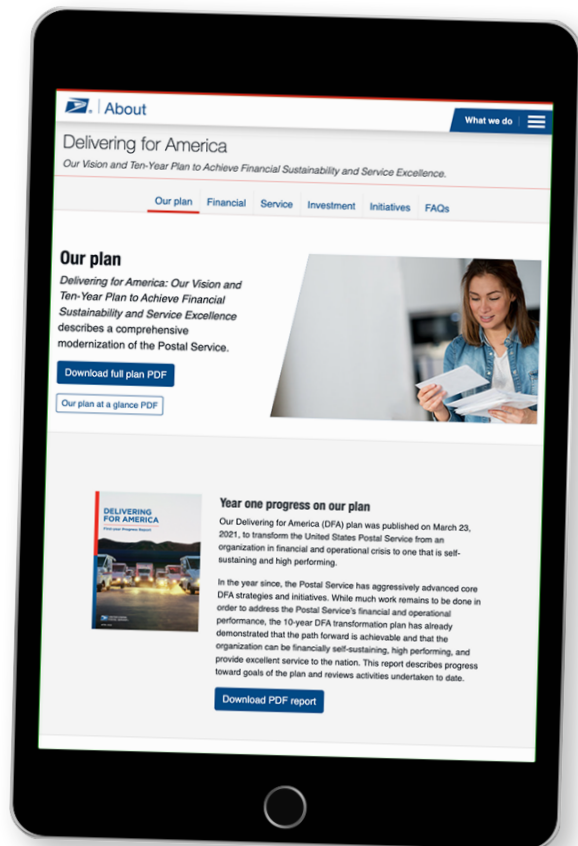 About
What we do
Delivering for America
Our Vision and Ten-Year Plan to Achieve Financial Sustainability and Service Excellence.
Our plan Financial Service Investment Initiatives FAQs
Our plan
Delivering for America: Our Vision and
Ten-Year Plan to Achieve Financial
Sustainability and Service Excellence
describes a comprehensive
modernization of the Postal Service.
Download full plan PDF
Our plan at a glance PDF
DELIVERING
FOR AMERICA
First-year Progress Report
Year one progress on our plan
Our Delivering for America (DFA) plan was published on March 23,
2021, to transform the United States Postal Service from an
organization in financial and operational crisis to one that is self-
sustaining and high performing.
In the year since, the Postal Service has aggressively advanced core
DFA strategies and initiatives. While much work remains to be done in
order to address the Postal Service's financial and operational
performance, the 10-year DFA transformation plan has already
demonstrated that the path forward is achievable and that the
organization can be financially self-sustaining, high performing, and
provide excellent service to the nation. This report describes progress
toward goals of the plan and reviews activities undertaken to date.
Download PDF report